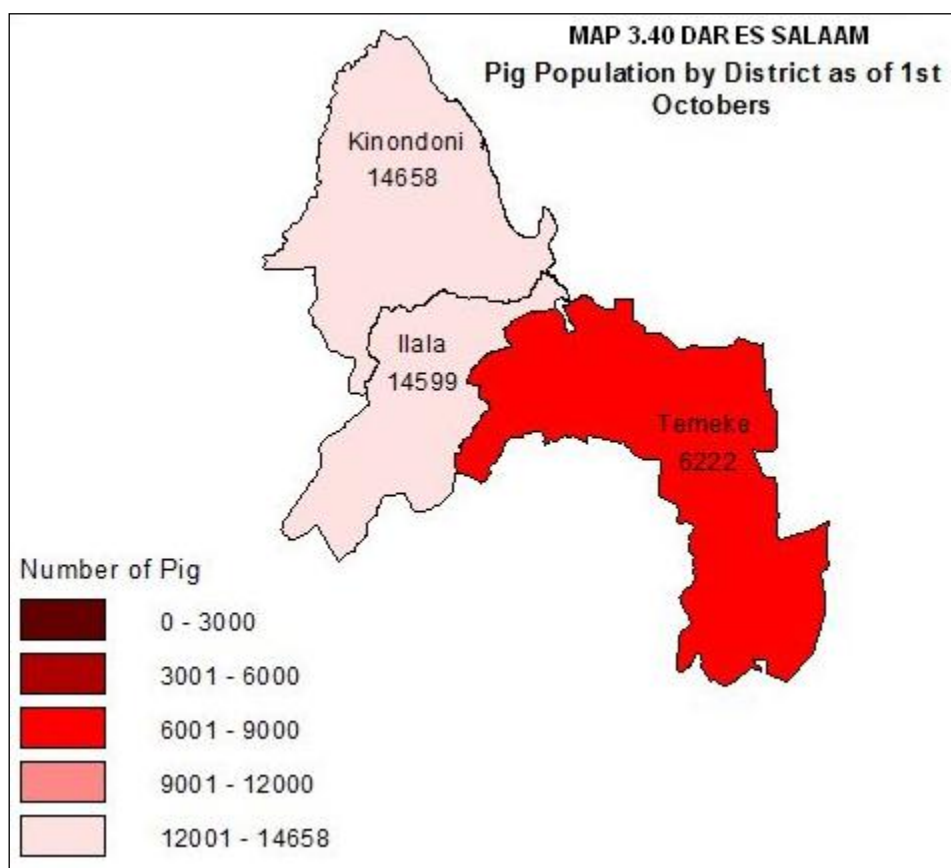 MAP 3.40 DAR ES SALAAM
Pig Population by District as of 1st
Octobers
Kinondoni
14658
Ilala
14599
Temeke
6222
Number of Pig
0 - 3000
3001 - 6000
6001 - 9000
9001 - 12000
12001 - 14658